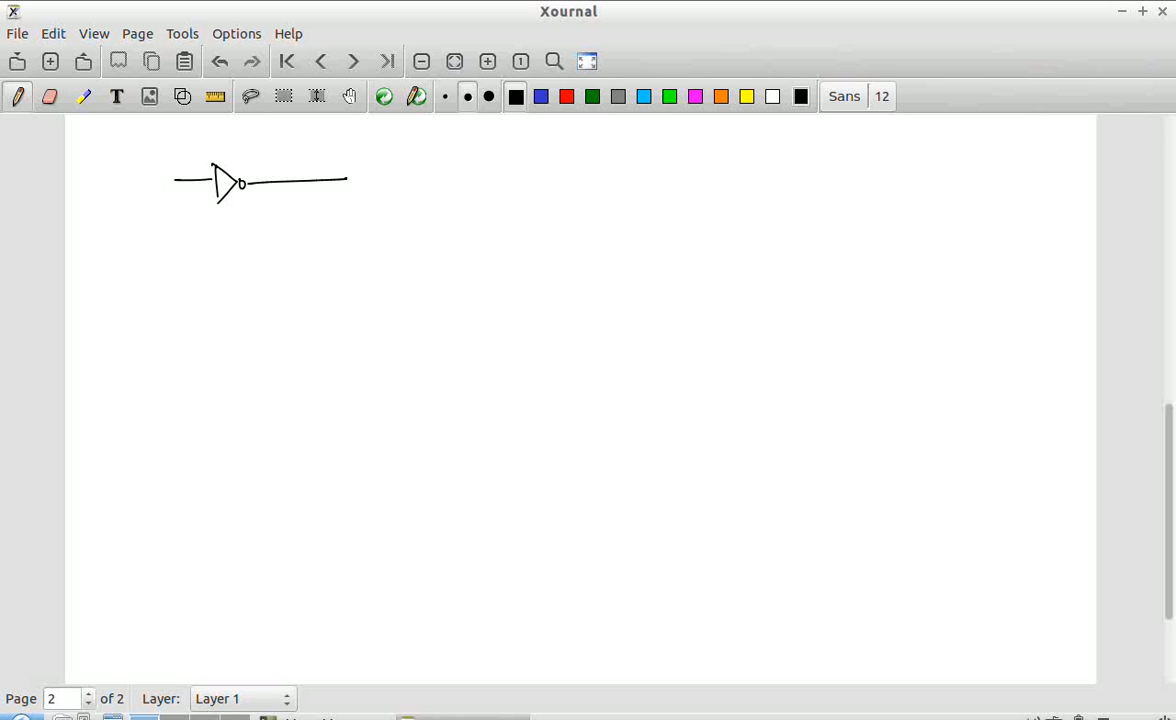 Xournal
File Edit View Page Tools Options Help
Sans 12
Page 2 of 2 Layer: Layer 1